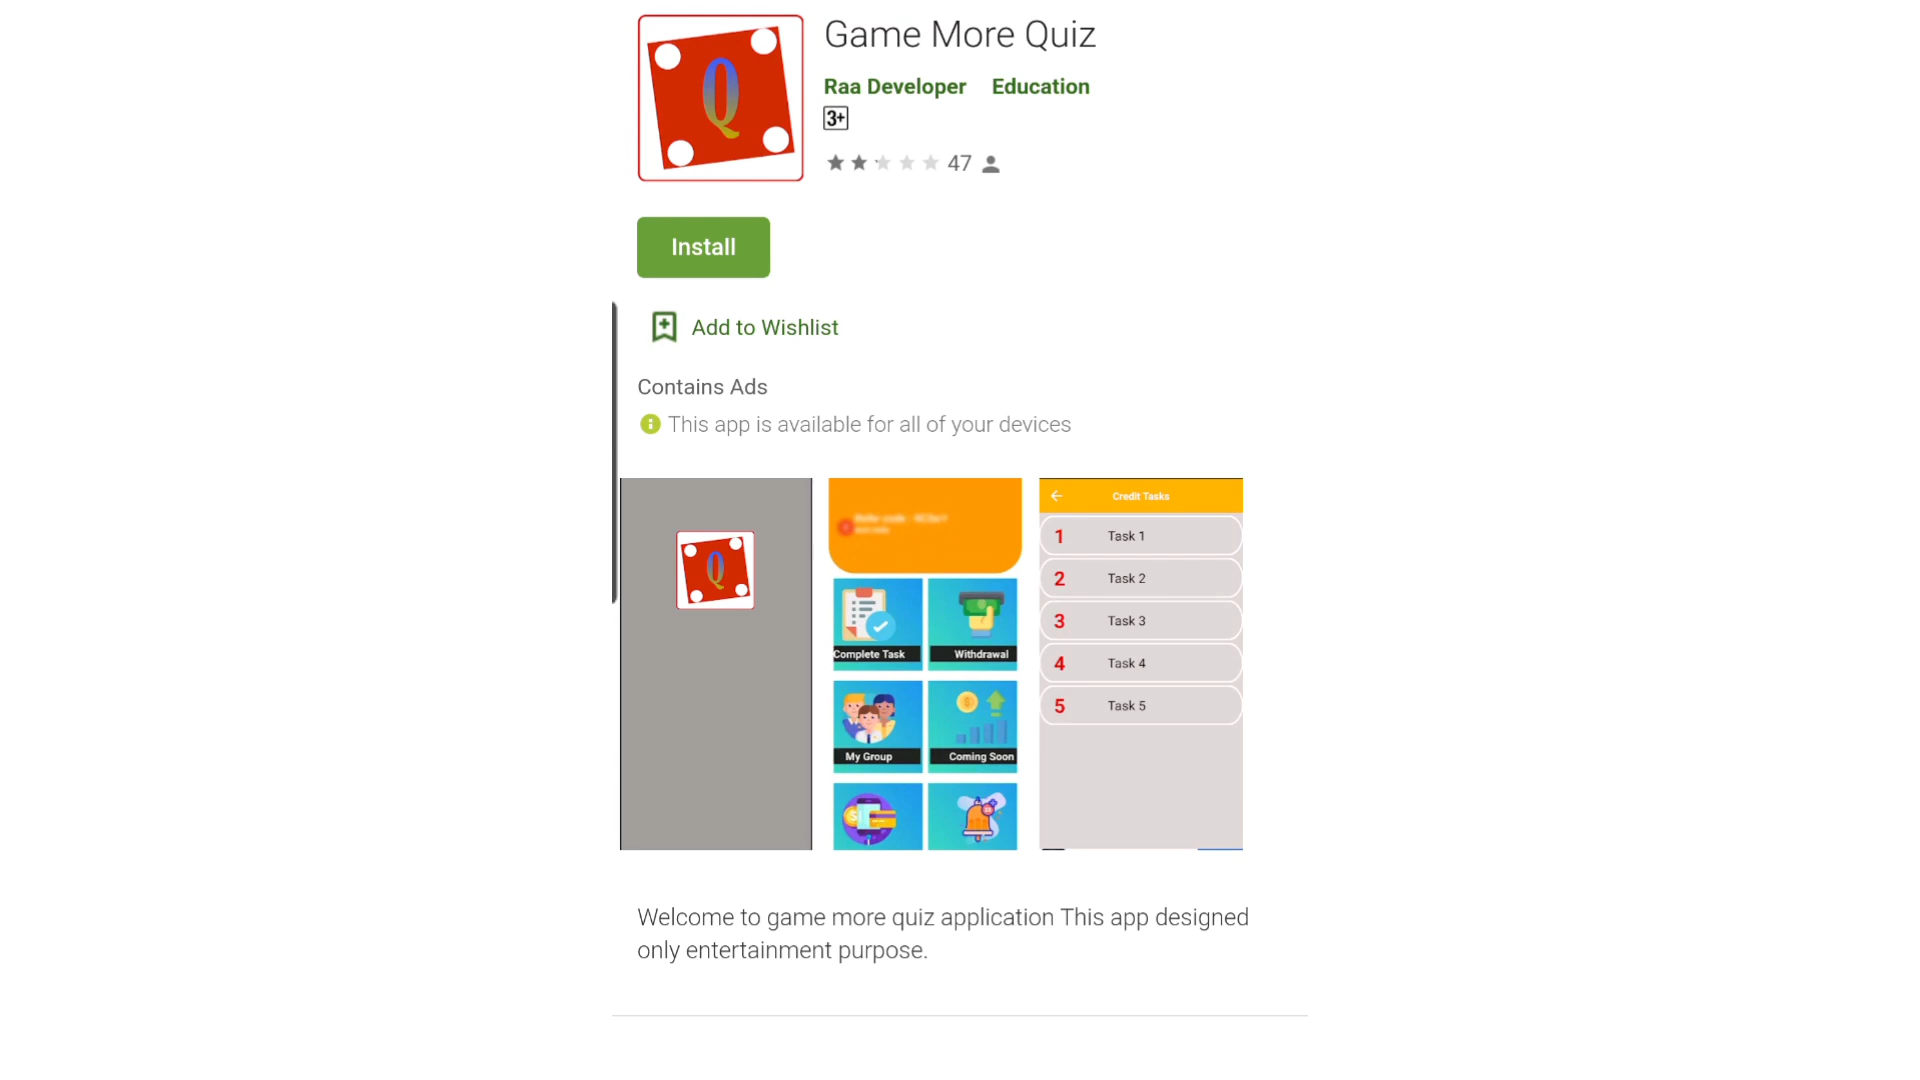 Q
Game More Quiz
Raa Developer Education
3+
47
Install
Add to Wishlist
Contains Ads
This app is available for all of your devices
Q
Complete Task
Withdrawal
My Group
Coming Soon
Credit Tasks
1 Task 1
2 Task 2
3 Task 3
4 Task 4
5 Task 5
Welcome to game more quiz application This app designed
only entertainment purpose.